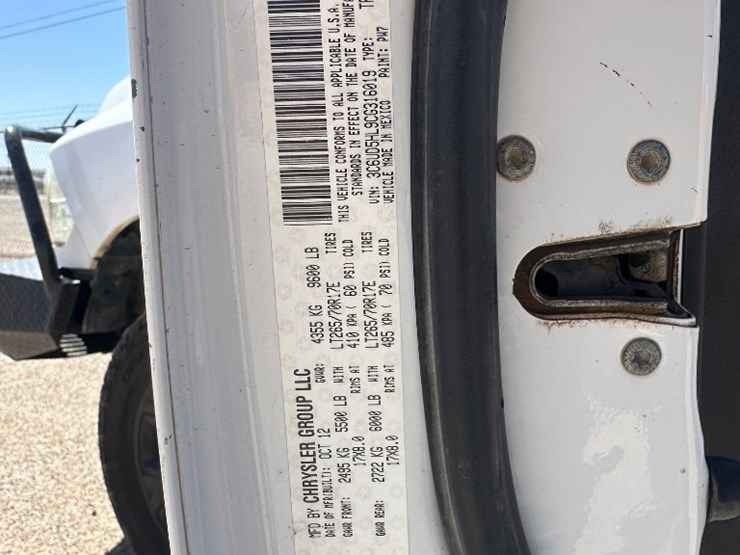 MFD BY CHRYSLER GROUP LLC
DATE OF MFR(BUILT): OCT 12 GVWR: 4355 KG 9600 LB
GAWR FRONT: 2495 KG 5500 LB WITH LT265/70R17E TIRES
17X8.0 RIMS AT 410 KPA ( 60 PSI) COLD
GAWR REAR: 2722 KG 6000 LB WITH LT265/70R17E TIRES
17X8.0 RIMS AT 485 KPA ( 70 PSI) COLD
THIS VEHICLE CONFORMS TO ALL APPLICABLE U.S.A.
STANDARDS IN EFFECT ON THE DATE OF MANUF
VIN: 3C6UD5HL9CG316019 TYPE: TR
VEHICLE MADE IN MEXICO PAINT: PW7